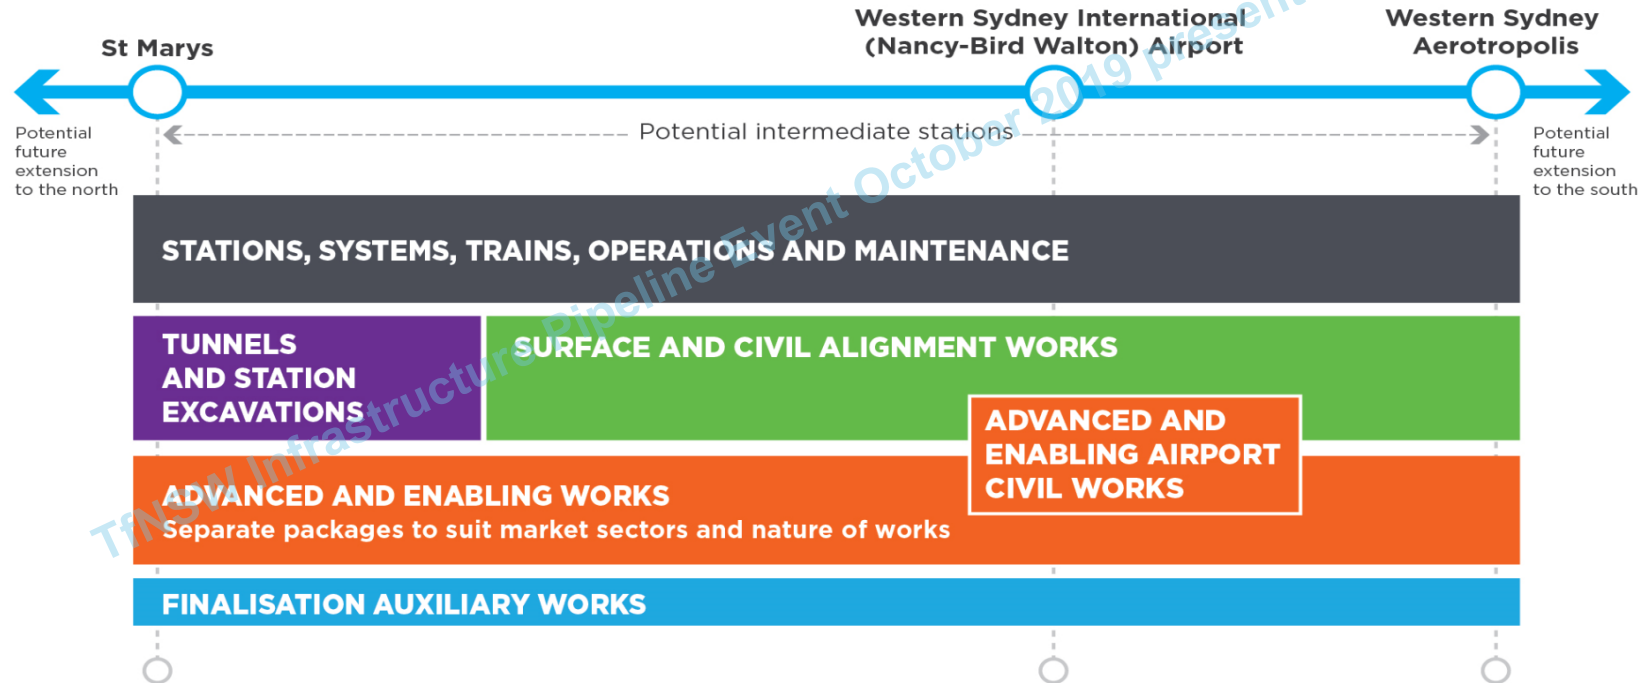 St Marys
Western Sydney International
(Nancy-Bird Walton) Airport
Western Sydney
Aerotropolis
Potential
future
extension
to the north
Potential intermediate stations
Potential
future
extension
to the south
STATIONS, SYSTEMS, TRAINS, OPERATIONS AND MAINTENANCE
TUNNELS
AND STATION
EXCAVATIONS
SURFACE AND CIVIL ALIGNMENT WORKS
ADVANCED AND
ENABLING AIRPORT
CIVIL WORKS
ADVANCED AND ENABLING WORKS
Separate packages to suit market sectors and nature of works
FINALISATION AUXILIARY WORKS
TfNSW Infrastructure Pipeline Event October 2019 present